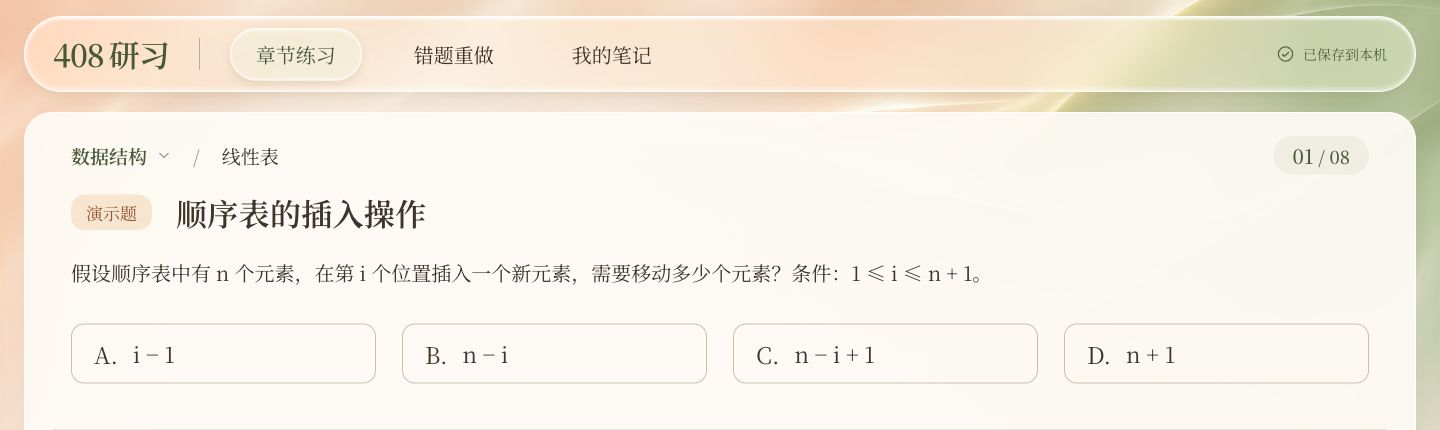 408 研习
章节练习
错题重做
我的笔记
已保存到本机
数据结构 / 线性表
01 / 08
演示题
顺序表的插入操作
假设顺序表中有 n 个元素，在第 i 个位置插入一个新元素，需要移动多少个元素？条件：1 ⩽ i ⩽ n + 1。
A. i − 1
B. n − i
C. n − i + 1
D. n + 1